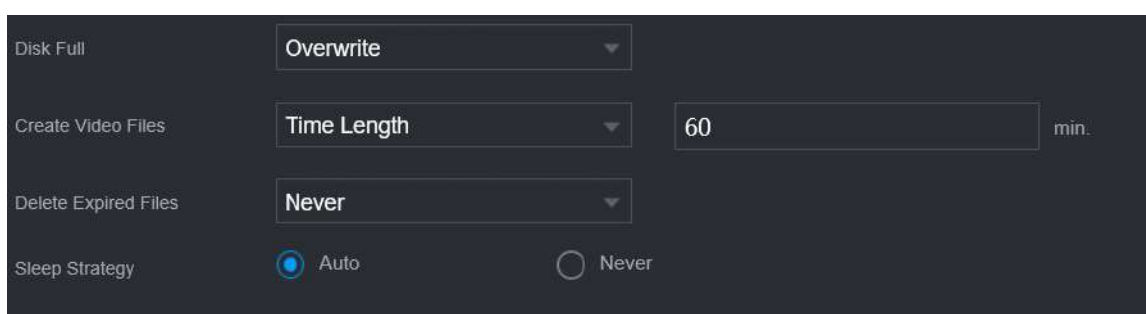 Disk Full Overwrite
Create Video Files Time Length 60 min.
Delete Expired Files Never
Sleep Strategy Auto Never